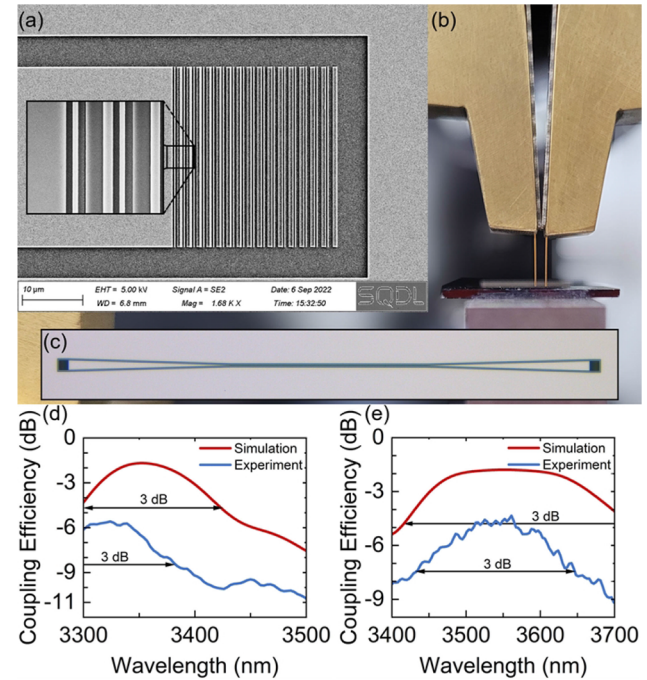 (a)
(b)
10 µm
EHT = 5.00 kV
Signal A = SE2
Date: 6 Sep 2022
WD = 6.8 mm
Mag = 1.68 K X
Time: 15:32:50
SQDL
(c)
(d)
(e)
Coupling Efficiency (dB)
0
-3
-6
-9
-11
Simulation
Experiment
3 dB
3 dB
3300
3400
3500
Wavelength (nm)
Coupling Efficiency (dB)
0
-3
-6
-9
Simulation
Experiment
3 dB
3 dB
3400
3500
3600
3700
Wavelength (nm)